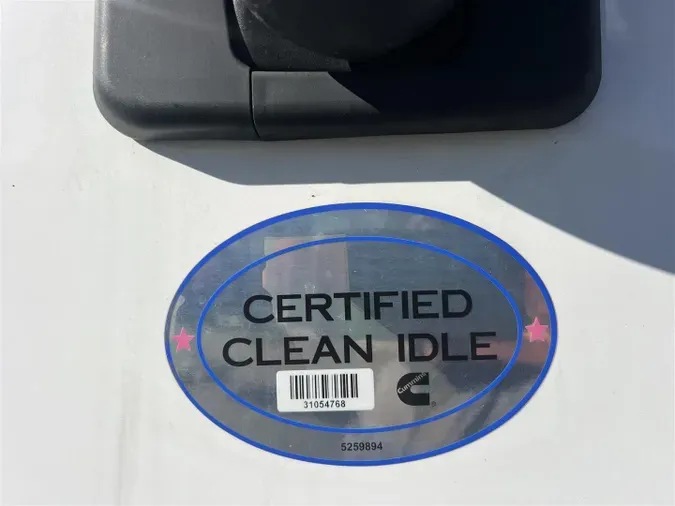 CERTIFIED
CLEAN IDLE
31054768
Cummins
5259894